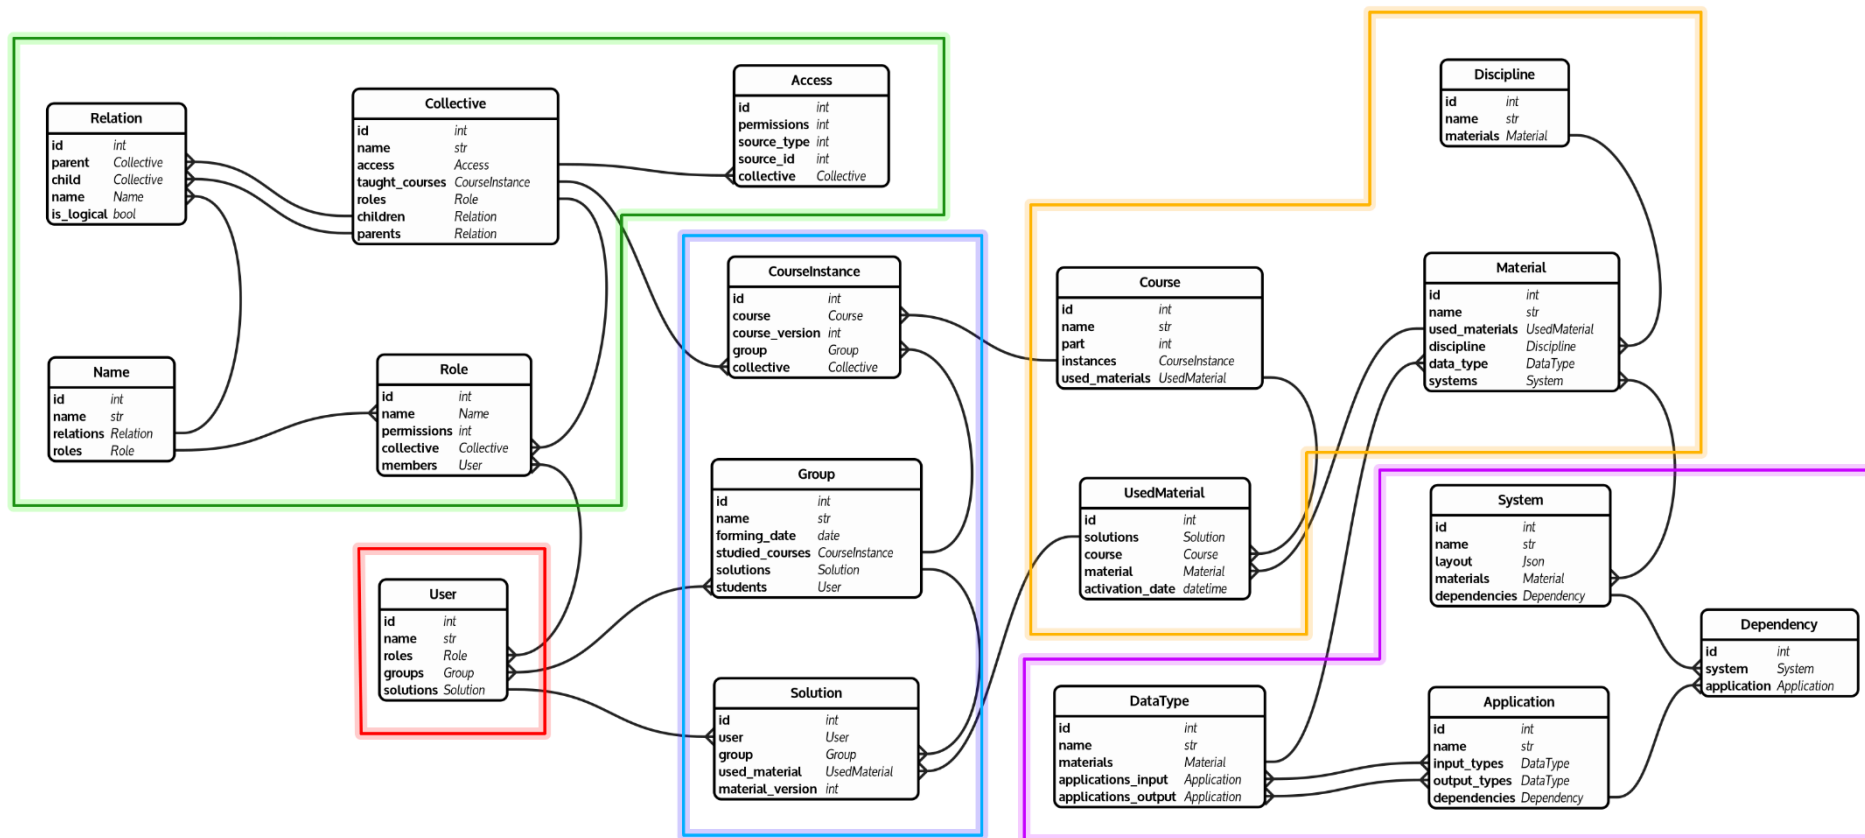 Relation
id int
parent Collective
child Collective
name Name
is_logical bool
Collective
id int
name str
access Access
taught_courses CourseInstance
roles Role
children Relation
parents Relation
Access
id int
permissions int
source_type int
source_id int
collective Collective
Discipline
id int
name str
materials Material
Name
id int
name str
relations Relation
roles Role
Role
id int
name Name
permissions int
collective Collective
members User
CourseInstance
id int
course Course
course_version int
group Group
collective Collective
Course
id int
name str
part int
instances CourseInstance
used_materials UsedMaterial
Material
id int
name str
used_materials UsedMaterial
discipline Discipline
data_type DataType
systems System
Group
id int
name str
forming_date date
studied_courses CourseInstance
solutions Solution
students User
UsedMaterial
id int
solutions Solution
course Course
material Material
activation_date datetime
System
id int
name str
layout Json
materials Material
dependencies Dependency
User
id int
name str
roles Role
groups Group
solutions Solution
Dependency
id int
system System
application Application
Solution
id int
user User
group Group
used_material UsedMaterial
material_version int
DataType
id int
name str
materials Material
applications_input Application
applications_output Application
Application
id int
name str
input_types DataType
output_types DataType
dependencies Dependency